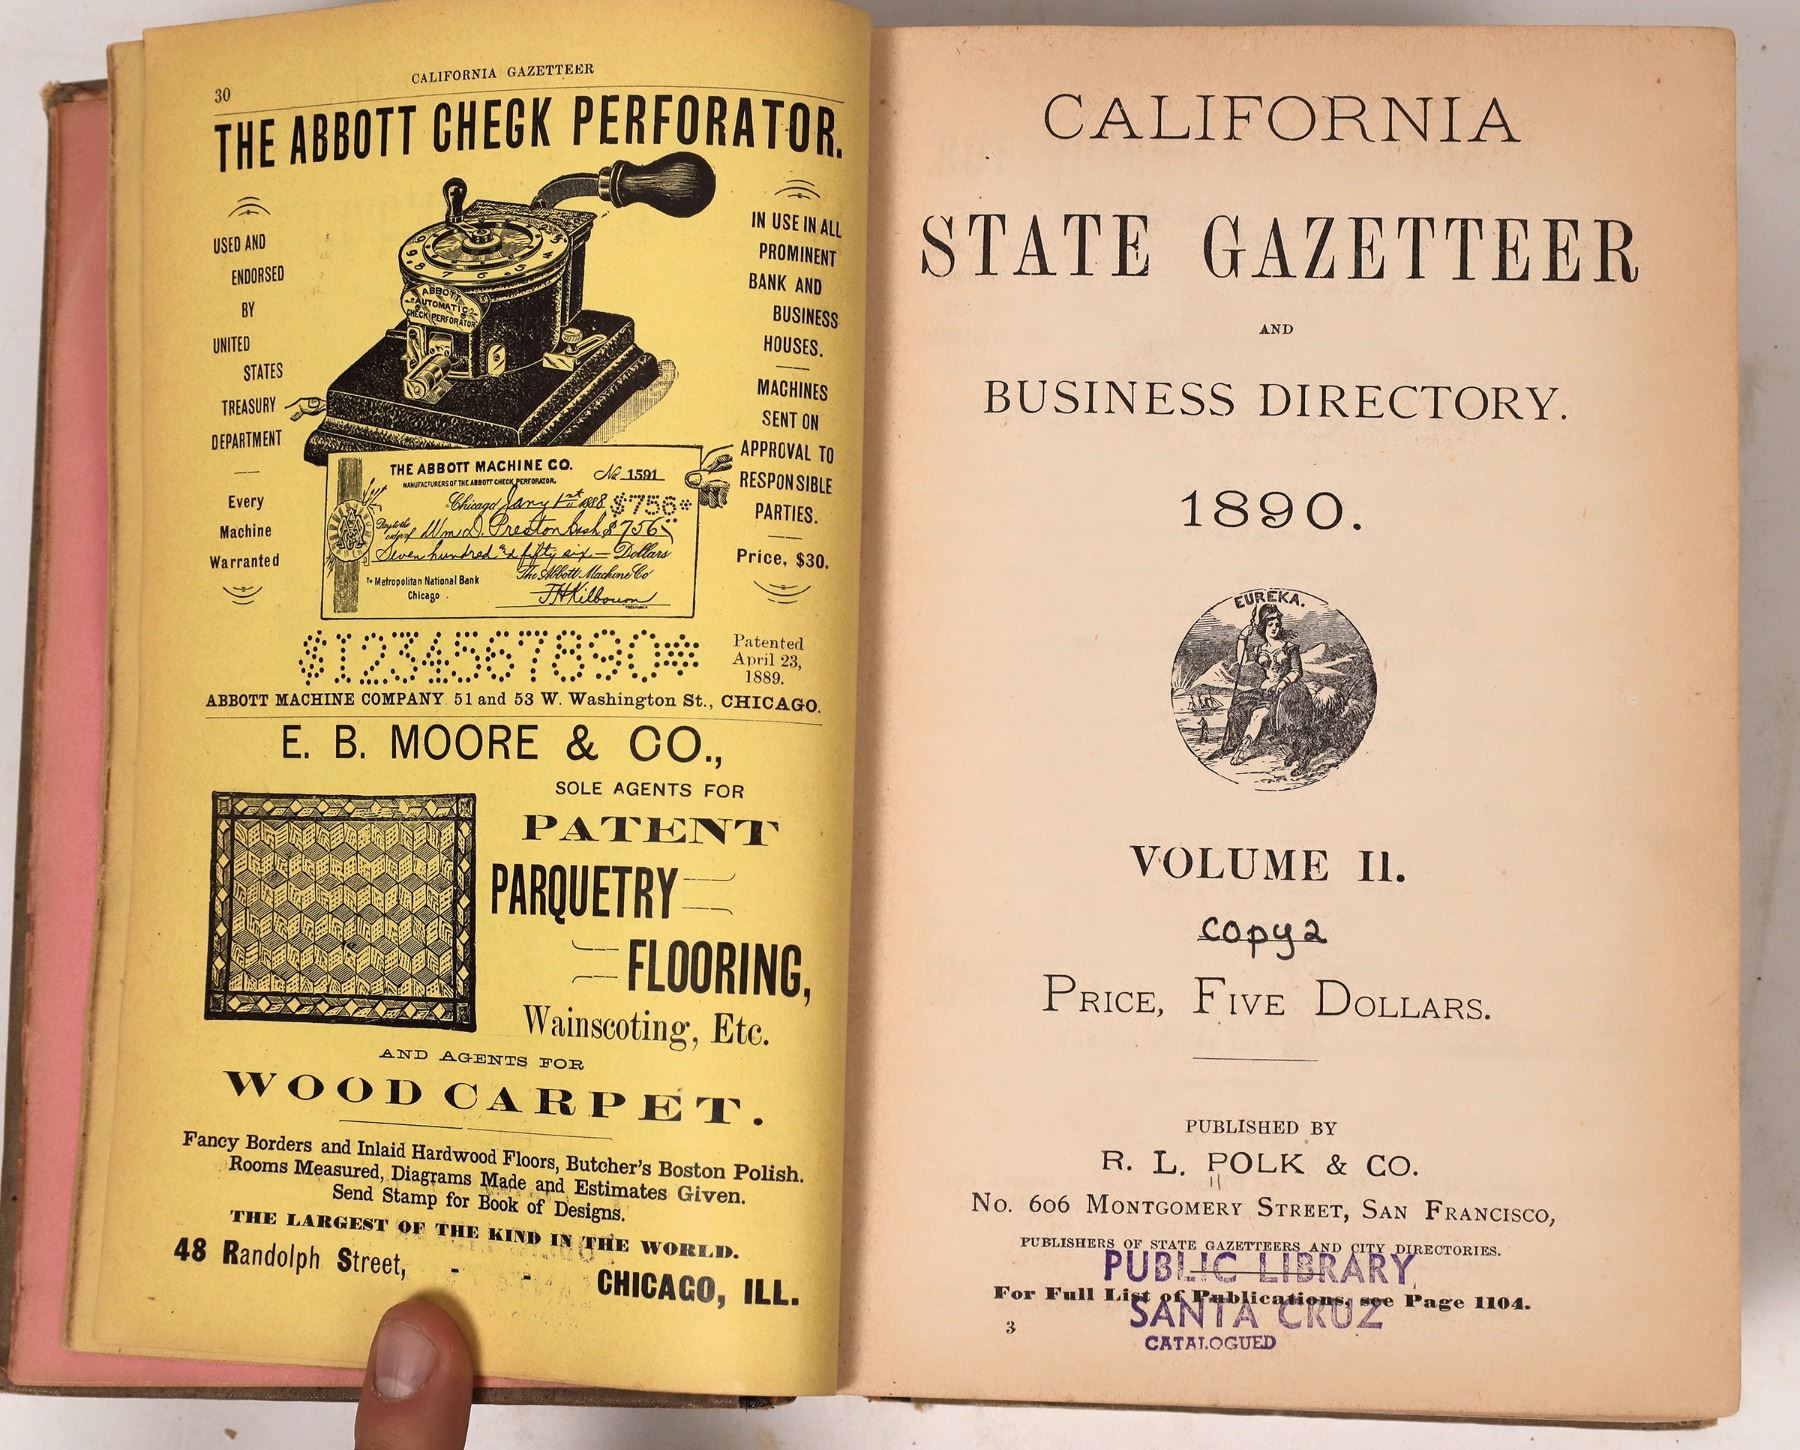 30
CALIFORNIA GAZETTEER
THE ABBOTT CHECK PERFORATOR.
USED AND
ENDORSED
BY
UNITED
STATES
TREASURY
DEPARTMENT
Every
Machine
Warranted
ABBOTT
AUTOMATIC
CHECK PERFORATOR
IN USE IN ALL
PROMINENT
BANK AND
BUSINESS
HOUSES.
MACHINES
SENT ON
APPROVAL TO
RESPONSIBLE
PARTIES.
Price, $30.
THE ABBOTT MACHINE CO.
No 1591
MANUFACTURERS OF THE ABBOTT CHECK PERFORATOR.
Chicago Jany 1st 1888 $756*
Pay to the
order of Wm D. Preston Cash $756
Seven hundred & fifty six — Dollars
To Metropolitan National Bank
Chicago
The Abbott Machine Co
$1234567890*
Patented
April 23,
1889.
ABBOTT MACHINE COMPANY 51 and 53 W. Washington St., CHICAGO.
E. B. MOORE & CO.,
SOLE AGENTS FOR
PATENT
PARQUETRY
FLOORING,
Wainscoting, Etc.
AND AGENTS FOR
WOOD CARPET.
Fancy Borders and Inlaid Hardwood Floors, Butcher's Boston Polish.
Rooms Measured, Diagrams Made and Estimates Given.
Send Stamp for Book of Designs.
THE LARGEST OF THE KIND IN THE WORLD.
48 Randolph Street, - - CHICAGO, ILL.
CALIFORNIA
STATE GAZETTEER
AND
BUSINESS DIRECTORY.
1890.
EUREKA.
VOLUME II.
copy 2
PRICE, FIVE DOLLARS.
PUBLISHED BY
R. L. POLK & CO.
No. 606 MONTGOMERY STREET, SAN FRANCISCO,
PUBLISHERS OF STATE GAZETTEERS AND CITY DIRECTORIES.
PUBLIC LIBRARY
For Full List of Publications, see Page 1104.
SANTA CRUZ
3
CATALOGUED